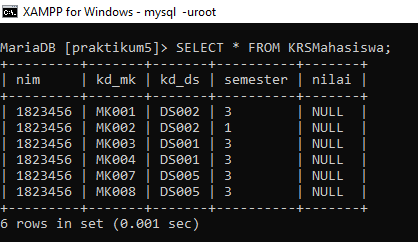 XAMPP for Windows - mysql -uroot
MariaDB [praktikum5]> SELECT * FROM KRSMahasiswa;
+---------+-------+-------+----------+-------+
| nim     | kd_mk | kd_ds | semester | nilai |
+---------+-------+-------+----------+-------+
| 1823456 | MK001 | DS002 | 3        | NULL  |
| 1823456 | MK002 | DS002 | 1        | NULL  |
| 1823456 | MK003 | DS001 | 3        | NULL  |
| 1823456 | MK004 | DS001 | 3        | NULL  |
| 1823456 | MK007 | DS005 | 3        | NULL  |
| 1823456 | MK008 | DS005 | 3        | NULL  |
+---------+-------+-------+----------+-------+
6 rows in set (0.001 sec)